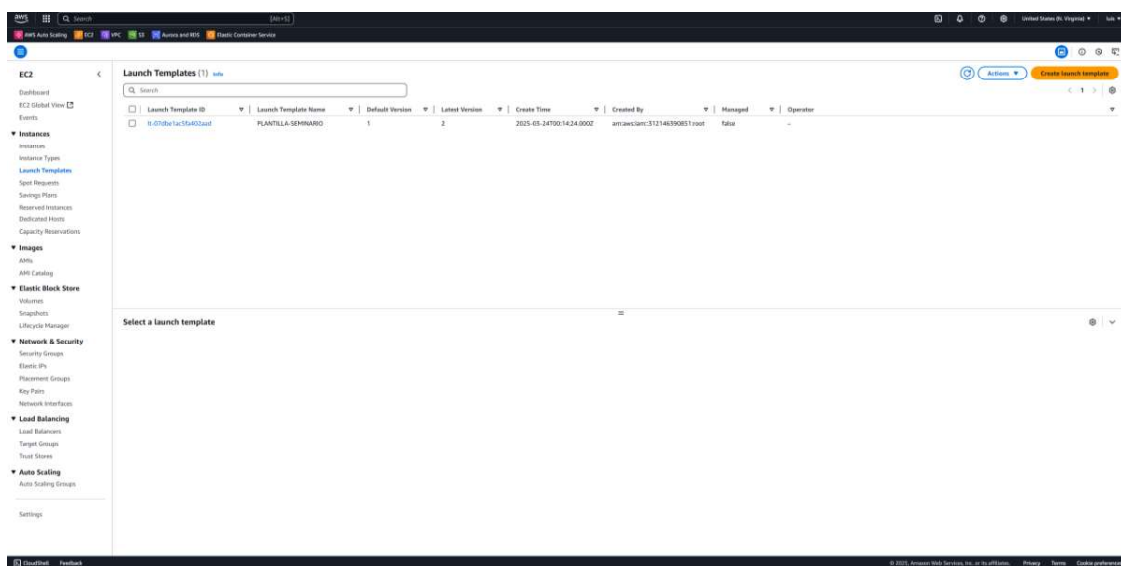 aws Search [Alt+S] United States (N. Virginia) luis
AWS Auto Scaling EC2 VPC S3 Aurora and RDS Elastic Container Service
EC2
Dashboard
EC2 Global View
Events
Instances
Instances
Instance Types
Launch Templates
Spot Requests
Savings Plans
Reserved Instances
Dedicated Hosts
Capacity Reservations
Images
AMIs
AMI Catalog
Elastic Block Store
Volumes
Snapshots
Lifecycle Manager
Network & Security
Security Groups
Elastic IPs
Placement Groups
Key Pairs
Network Interfaces
Load Balancing
Load Balancers
Target Groups
Trust Stores
Auto Scaling
Auto Scaling Groups
Settings
Launch Templates (1) Info
Actions Create launch template
Search
1
Launch Template ID Launch Template Name Default Version Latest Version Create Time Created By Managed Operator
lt-07dbe1ac5fa402aad PLANTILLA-SEMINARIO 1 2 2025-03-24T00:14:24.000Z arn:aws:iam::312146390851:root false –
Select a launch template
CloudShell Feedback © 2025, Amazon Web Services, Inc. or its affiliates. Privacy Terms Cookie preferences